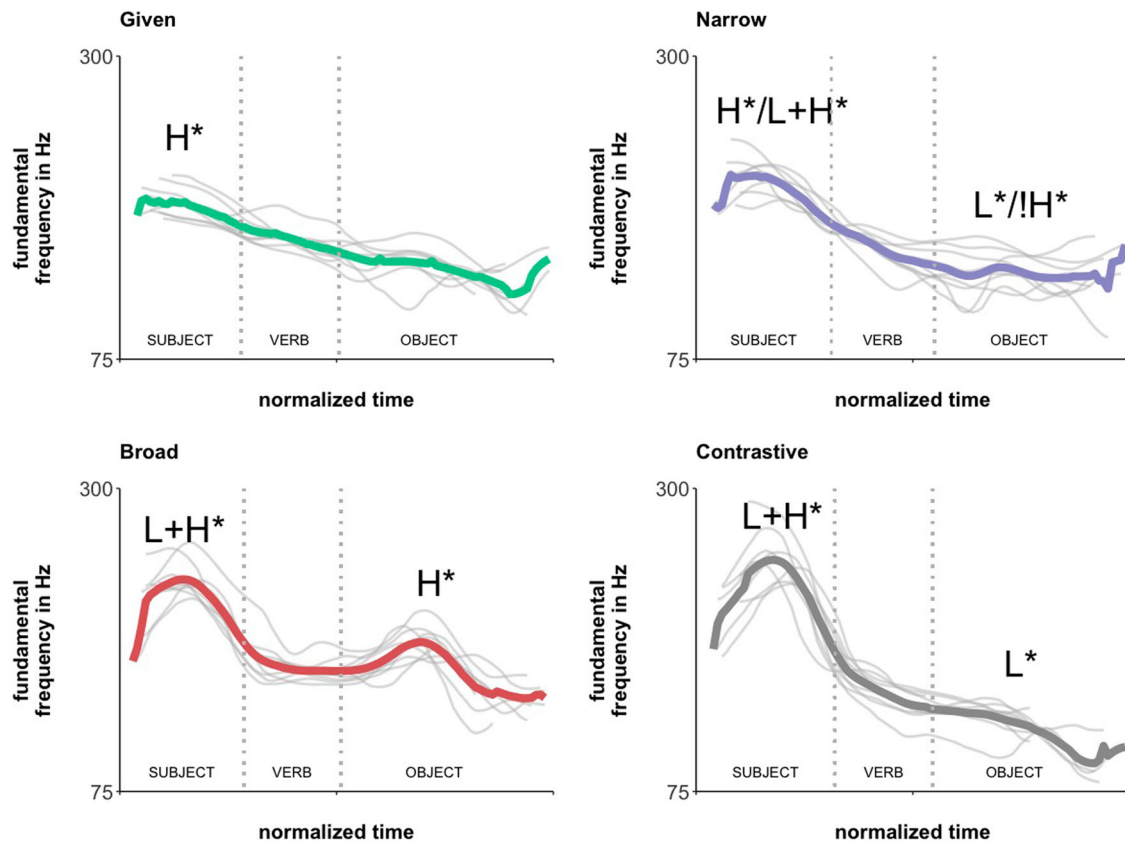 Given
300
fundamental
frequency in Hz
H*
SUBJECT
VERB
OBJECT
75
normalized time
Narrow
300
fundamental
frequency in Hz
H*/L+H*
L*/!H*
SUBJECT
VERB
OBJECT
75
normalized time
Broad
300
fundamental
frequency in Hz
L+H*
H*
SUBJECT
VERB
OBJECT
75
normalized time
Contrastive
300
fundamental
frequency in Hz
L+H*
L*
SUBJECT
VERB
OBJECT
75
normalized time